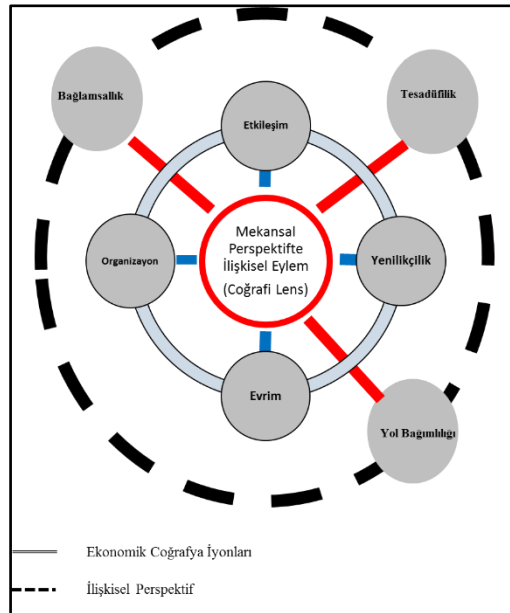 Bağlamsallık
Tesadüfilik
Etkileşim
Mekansal
Perspektifte
İlişkisel Eylem
(Coğrafi Lens)
Organizayon
Yenilikçilik
Evrim
Yol Bağımlılığı
Ekonomik Coğrafya İyonları
İlişkisel Perspektif